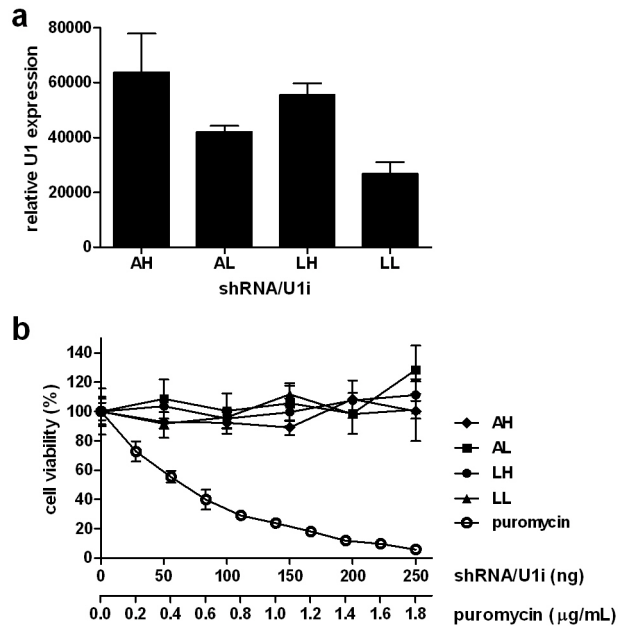 a
80000
60000
40000
20000
0
relative U1 expression
AH AL LH LL
shRNA/U1i
b
140
120
100
80
60
40
20
0
cell viability (%)
0 50 100 150 200 250
shRNA/U1i (ng)
0.0 0.2 0.4 0.6 0.8 1.0 1.2 1.4 1.6 1.8
puromycin (μg/mL)
AH
AL
LH
LL
puromycin